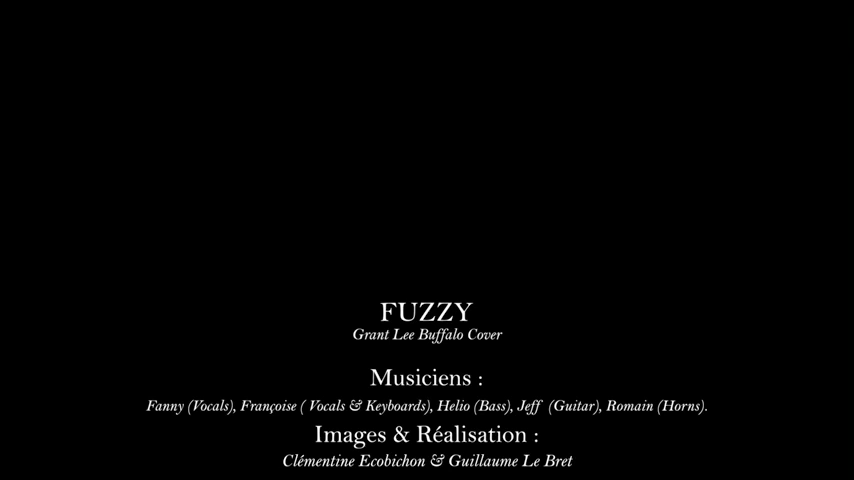 FUZZY
Grant Lee Buffalo Cover
Musiciens :
Fanny (Vocals), Françoise ( Vocals & Keyboards), Helio (Bass), Jeff (Guitar), Romain (Horns).
Images & Réalisation :
Clémentine Ecobichon & Guillaume Le Bret